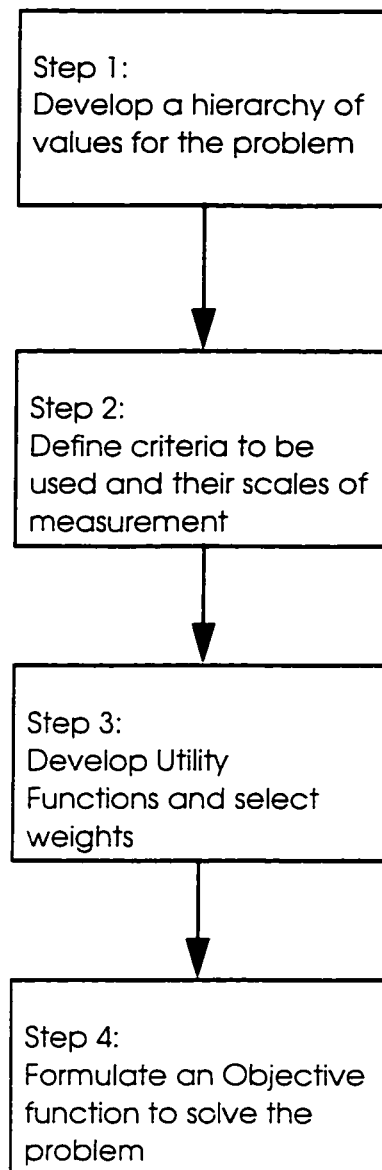 Step 1:
Develop a hierarchy of
values for the problem
Step 2:
Define criteria to be
used and their scales of
measurement
Step 3:
Develop Utility
Functions and select
weights
Step 4:
Formulate an Objective
function to solve the
problem